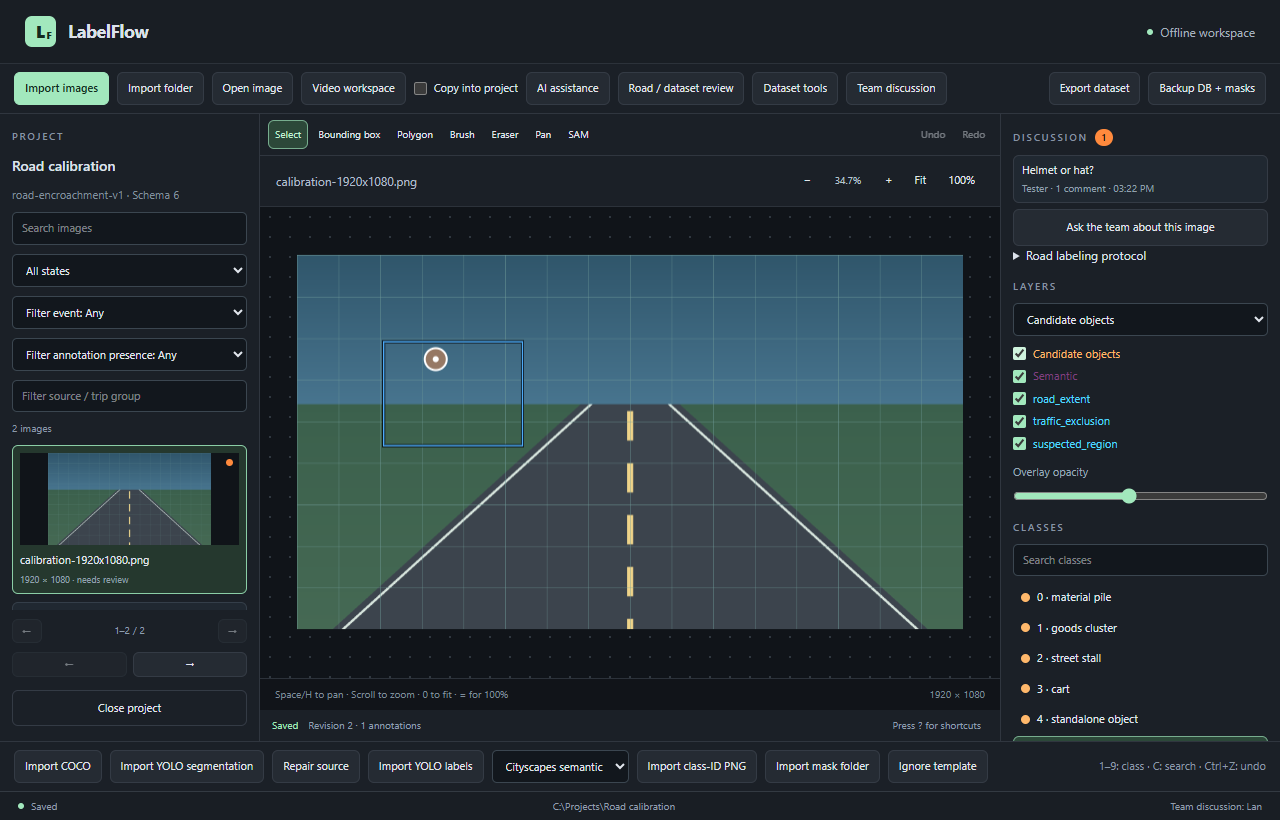 LF LabelFlow
Offline workspace
Import images Import folder Open image Video workspace Copy into project AI assistance Road / dataset review Dataset tools Team discussion Export dataset Backup DB + masks
PROJECT
Road calibration
road-encroachment-v1 · Schema 6
Search images
All states
Filter event: Any
Filter annotation presence: Any
Filter source / trip group
2 images
calibration-1920x1080.png
1920 × 1080 · needs review
← 1–2 / 2 →
← →
Close project
Select Bounding box Polygon Brush Eraser Pan SAM Undo Redo
calibration-1920x1080.png − 34.7% + Fit 100%
Space/H to pan · Scroll to zoom · 0 to fit · = for 100% 1920 × 1080
Saved Revision 2 · 1 annotations Press ? for shortcuts
DISCUSSION 1
Helmet or hat?
Tester · 1 comment · 03:22 PM
Ask the team about this image
Road labeling protocol
LAYERS
Candidate objects
Candidate objects
Semantic
road_extent
traffic_exclusion
suspected_region
Overlay opacity
CLASSES
Search classes
0 · material pile
1 · goods cluster
2 · street stall
3 · cart
4 · standalone object
Import COCO Import YOLO segmentation Repair source Import YOLO labels Cityscapes semantic Import class-ID PNG Import mask folder Ignore template 1–9: class · C: search · Ctrl+Z: undo
Saved C:\Projects\Road calibration Team discussion: Lan